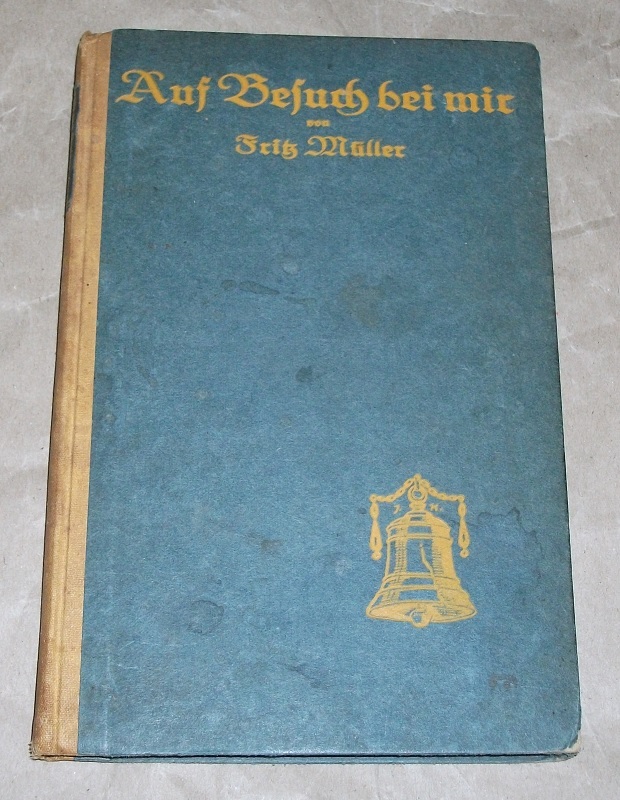 Auf Besuch bei mir
von
Fritz Müller
J. H.